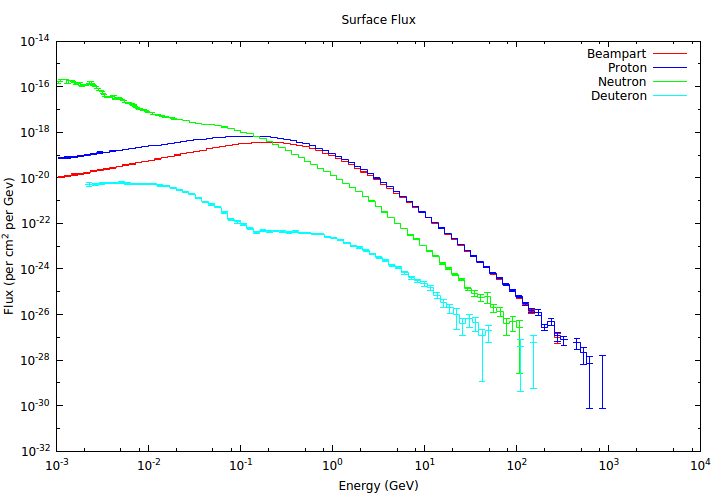 Surface Flux
10^-14
10^-16
10^-18
10^-20
10^-22
10^-24
10^-26
10^-28
10^-30
10^-32
Flux (per cm^2 per Gev)
Beampart
Proton
Neutron
Deuteron
10^-3 10^-2 10^-1 10^0 10^1 10^2 10^3 10^4
Energy (GeV)